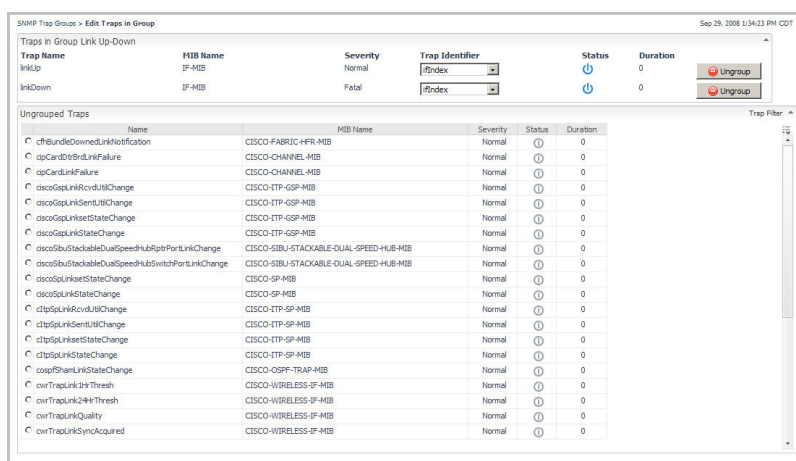 SNMP Trap Groups > Edit Traps in Group Sep 29, 2008 1:34:23 PM CDT
Traps in Group Link Up-Down
Trap Name MIB Name Severity Trap Identifier Status Duration
linkUp IF-MIB Normal ifIndex 0 Ungroup
linkDown IF-MIB Fatal ifIndex 0 Ungroup
Ungrouped Traps Trap Filter
Name MIB Name Severity Status Duration
cfhBundleDownedLinkNotification CISCO-FABRIC-HFR-MIB Normal 0
cipCardDtrBrdLinkFailure CISCO-CHANNEL-MIB Normal 0
cipCardLinkFailure CISCO-CHANNEL-MIB Normal 0
ciscoGspLinkRcvdUtilChange CISCO-ITP-GSP-MIB Normal 0
ciscoGspLinkSentUtilChange CISCO-ITP-GSP-MIB Normal 0
ciscoGspLinksetStateChange CISCO-ITP-GSP-MIB Normal 0
ciscoGspLinkStateChange CISCO-ITP-GSP-MIB Normal 0
ciscoSibuStackableDualSpeedHubRptrPortLinkChange CISCO-SIBU-STACKABLE-DUAL-SPEED-HUB-MIB Normal 0
ciscoSibuStackableDualSpeedHubSwitchPortLinkChange CISCO-SIBU-STACKABLE-DUAL-SPEED-HUB-MIB Normal 0
ciscoSpLinksetStateChange CISCO-SP-MIB Normal 0
ciscoSpLinkStateChange CISCO-SP-MIB Normal 0
cItpSpLinkRcvdUtilChange CISCO-ITP-SP-MIB Normal 0
cItpSpLinkSentUtilChange CISCO-ITP-SP-MIB Normal 0
cItpSpLinksetStateChange CISCO-ITP-SP-MIB Normal 0
cItpSpLinkStateChange CISCO-ITP-SP-MIB Normal 0
cospfShamLinkStateChange CISCO-OSPF-TRAP-MIB Normal 0
cwrTrapLink1HrThresh CISCO-WIRELESS-IF-MIB Normal 0
cwrTrapLink24HrThresh CISCO-WIRELESS-IF-MIB Normal 0
cwrTrapLinkQuality CISCO-WIRELESS-IF-MIB Normal 0
cwrTrapLinkSyncAcquired CISCO-WIRELESS-IF-MIB Normal 0